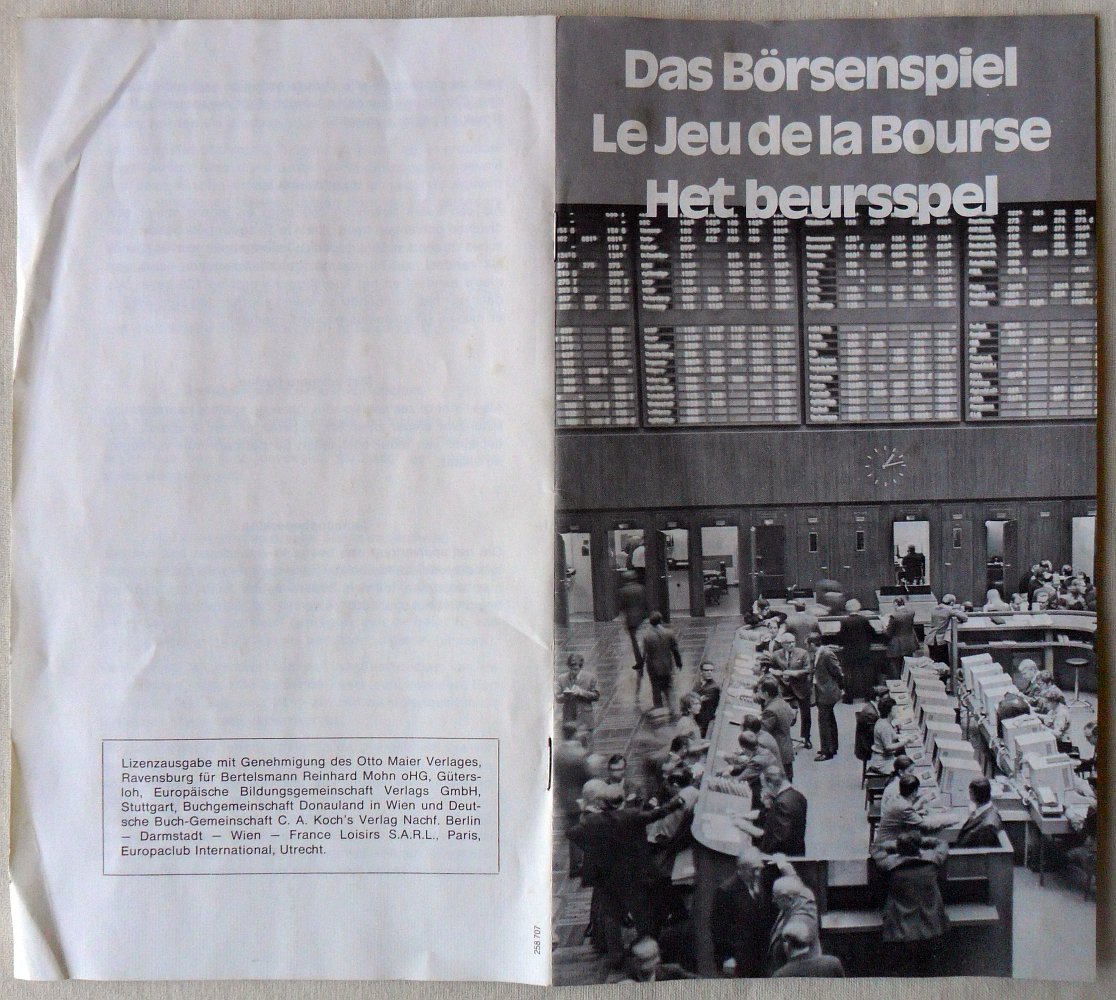 Das Börsenspiel
Le Jeu de la Bourse
Het beursspel
Lizenzausgabe mit Genehmigung des Otto Maier Verlages,
Ravensburg für Bertelsmann Reinhard Mohn oHG, Güters-
loh, Europäische Bildungsgemeinschaft Verlags GmbH,
Stuttgart, Buchgemeinschaft Donauland in Wien und Deut-
sche Buch-Gemeinschaft C. A. Koch's Verlag Nachf. Berlin
– Darmstadt – Wien – France Loisirs S.A.R.L., Paris,
Europaclub International, Utrecht.
258 707